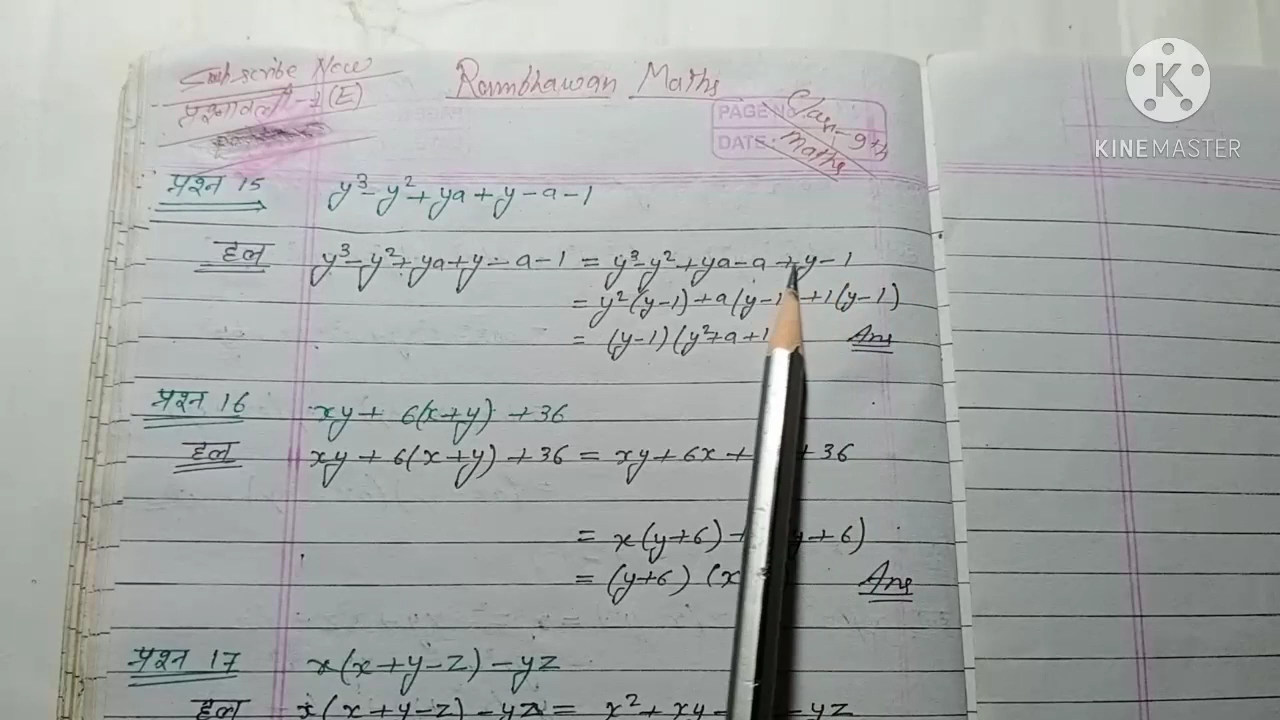 Subscribe Now
प्रश्नावली-1(E)
Rambhawan Maths
PAGE NO.
DATE:
Class-9th
Maths
K
KINEMASTER
प्रश्न 15 y³-y²+ya+y-a-1
हल y³-y²+ya+y-a-1 = y³-y²+ya-a+y-1
= y²(y-1)+a(y-1)+1(y-1)
= (y-1)(y²+a+1 Ans
प्रश्न 16 xy+ 6(x+y) +36
हल xy+6(x+y)+36 = xy+6x+ +36
= x(y+6)+ y+6)
= (y+6) (x Ans
प्रश्न 17 x(x+y-z)-yz
हल x(x+y-z)-yz = x²+xy- -yz